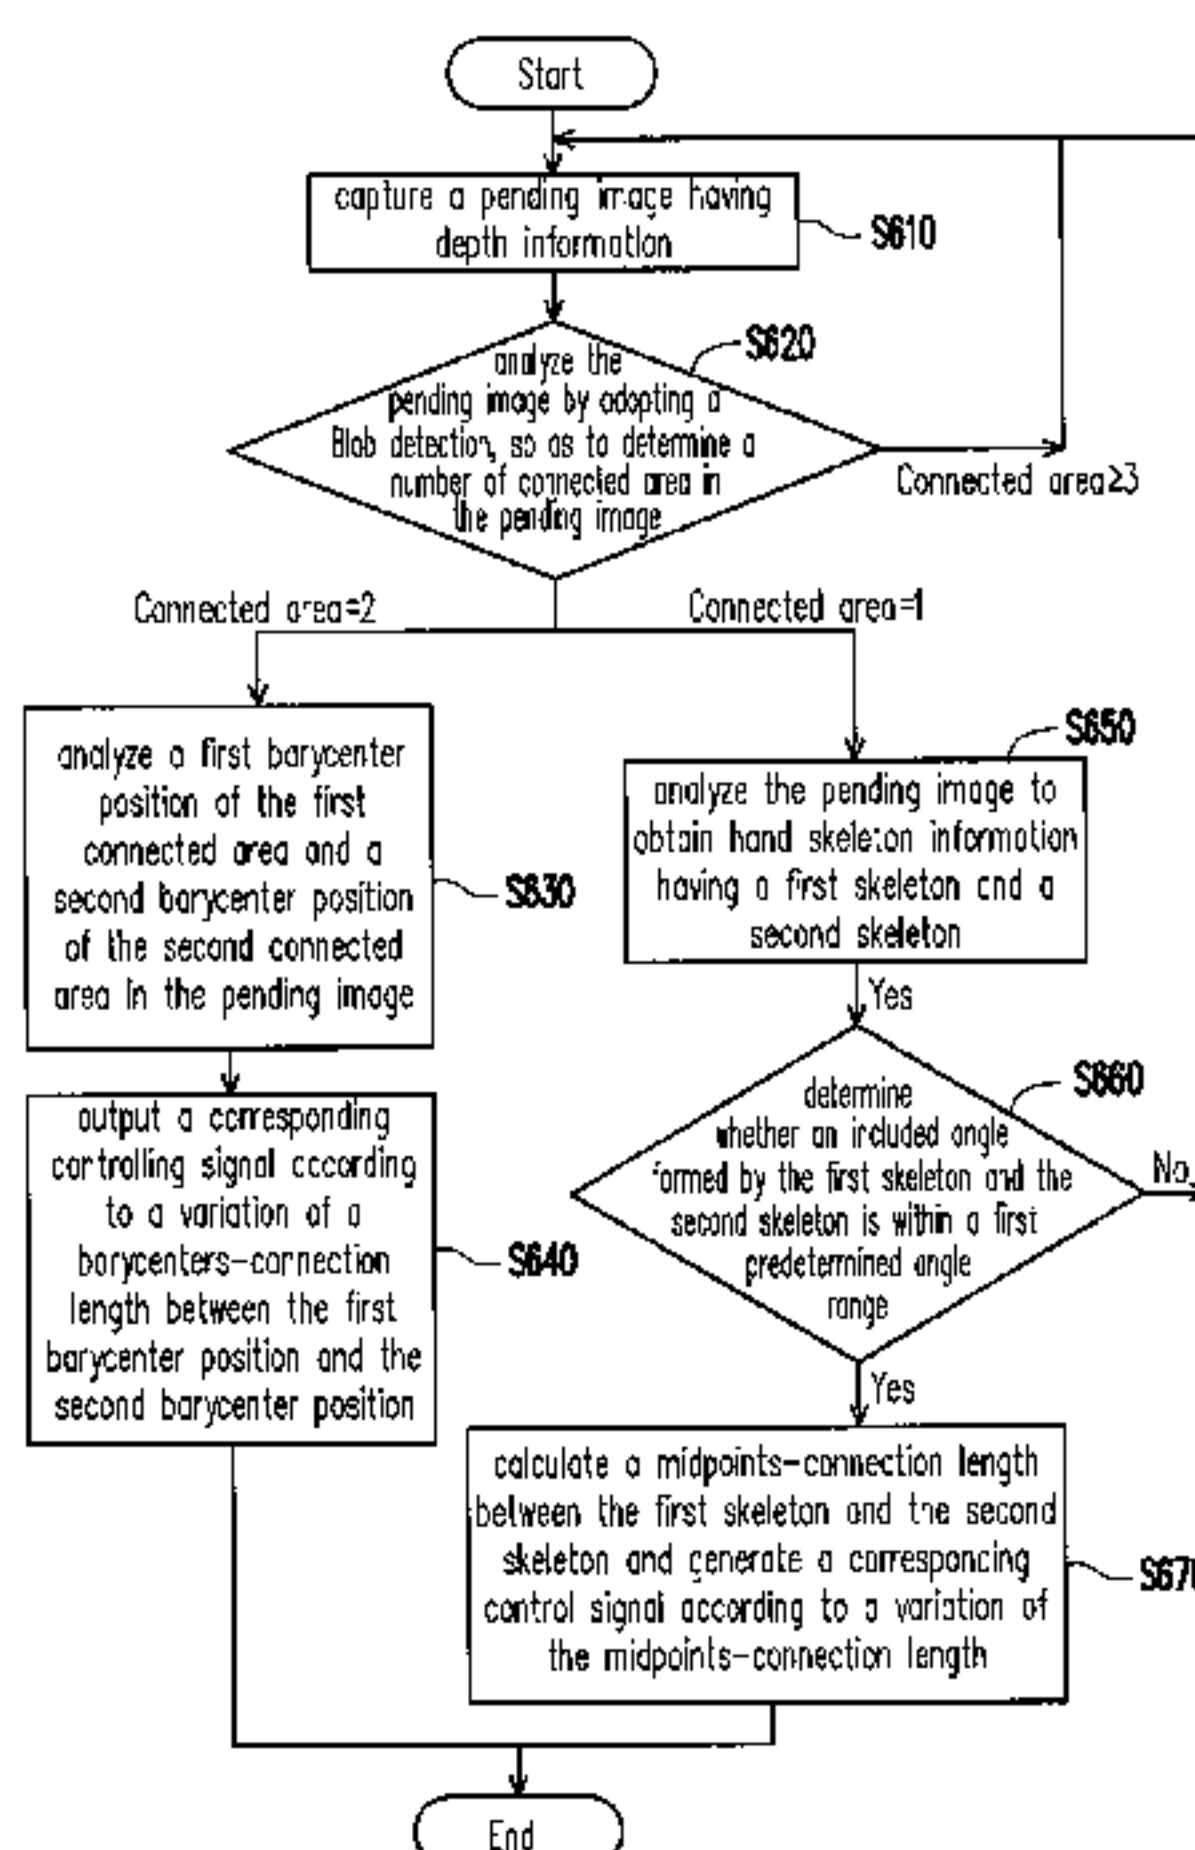 Start
capture a pending image having
depth information
S610
S620
analyze the
pending image by adopting a
Blob detection, so as to determine a
number of connected area in
the pending image
Connected area≥3
Connected area=2
Connected area=1
analyze a first barycenter
position of the first
connected area and a
second barycenter position
of the second connected
area in the pending image
S630
S650
analyze the pending image to
obtain hand skeleton information
having a first skeleton and a
second skeleton
Yes
S660
determine
whether an included angle
formed by the first skeleton and the
second skeleton is within a first
predetermined angle
range
No
output a corresponding
controlling signal according
to a variation of a
barycenters-connection
length between the first
barycenter position and the
second barycenter position
S640
Yes
calculate a midpoints-connection length
between the first skeleton and the second
skeleton and generate a corresponding
control signal according to a variation of
the midpoints-connection length
S670
End